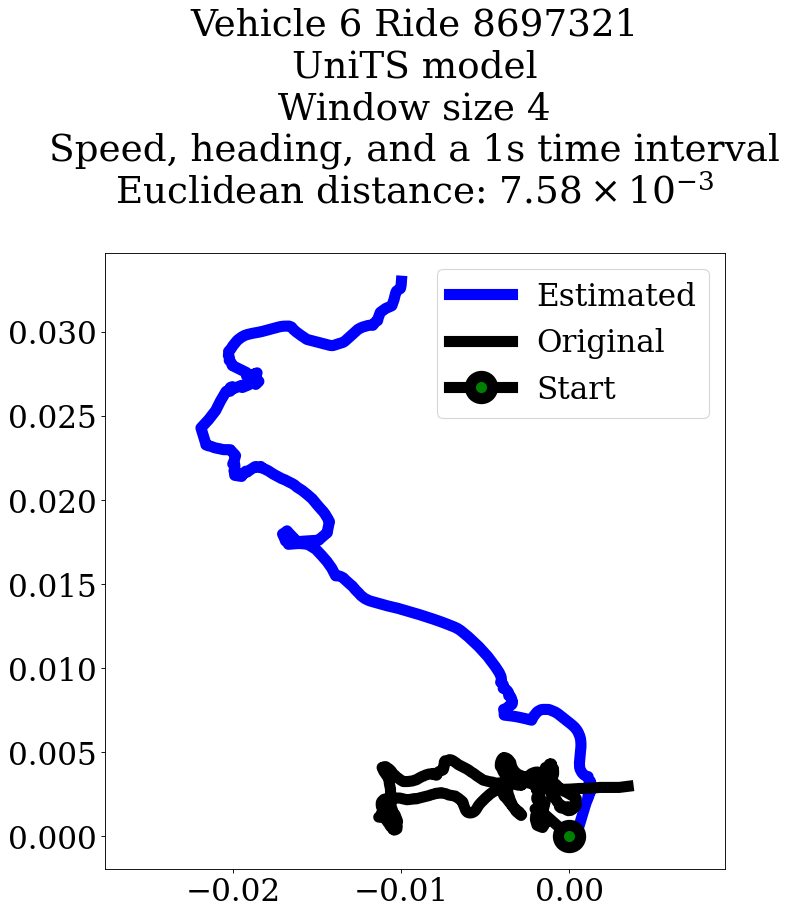 Vehicle 6 Ride 8697321
UniTS model
Window size 4
Speed, heading, and a 1s time interval
Euclidean distance: 7.58 × 10⁻³
Estimated
Original
Start
0.030
0.025
0.020
0.015
0.010
0.005
0.000
−0.02 −0.01 0.00